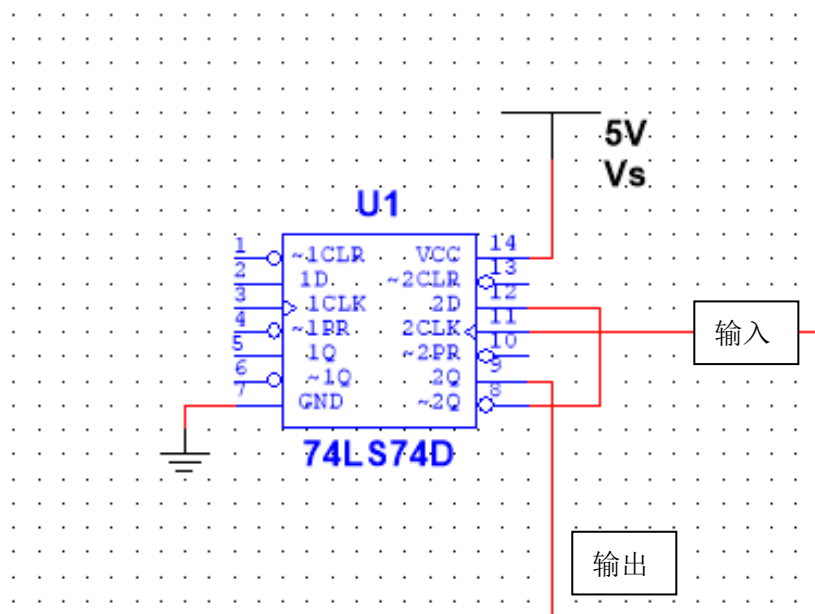 5V
Vs
U1
1 ~1CLR VCC 14
2 1D ~2CLR 13
3 1CLK 2D 12
4 ~1PR 2CLK 11
5 1Q ~2PR 10
6 ~1Q 2Q 9
7 GND ~2Q 8
74LS74D
输入
输出